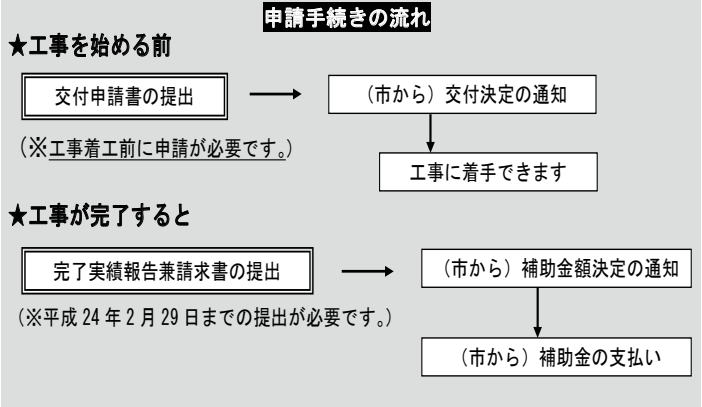 申請手続きの流れ
★工事を始める前
交付申請書の提出
(市から) 交付決定の通知
(※工事着工前に申請が必要です。)
工事に着手できます
★工事が完了すると
完了実績報告兼請求書の提出
(市から) 補助金額決定の通知
(※平成 24 年 2 月 29 日までの提出が必要です。)
(市から) 補助金の支払い